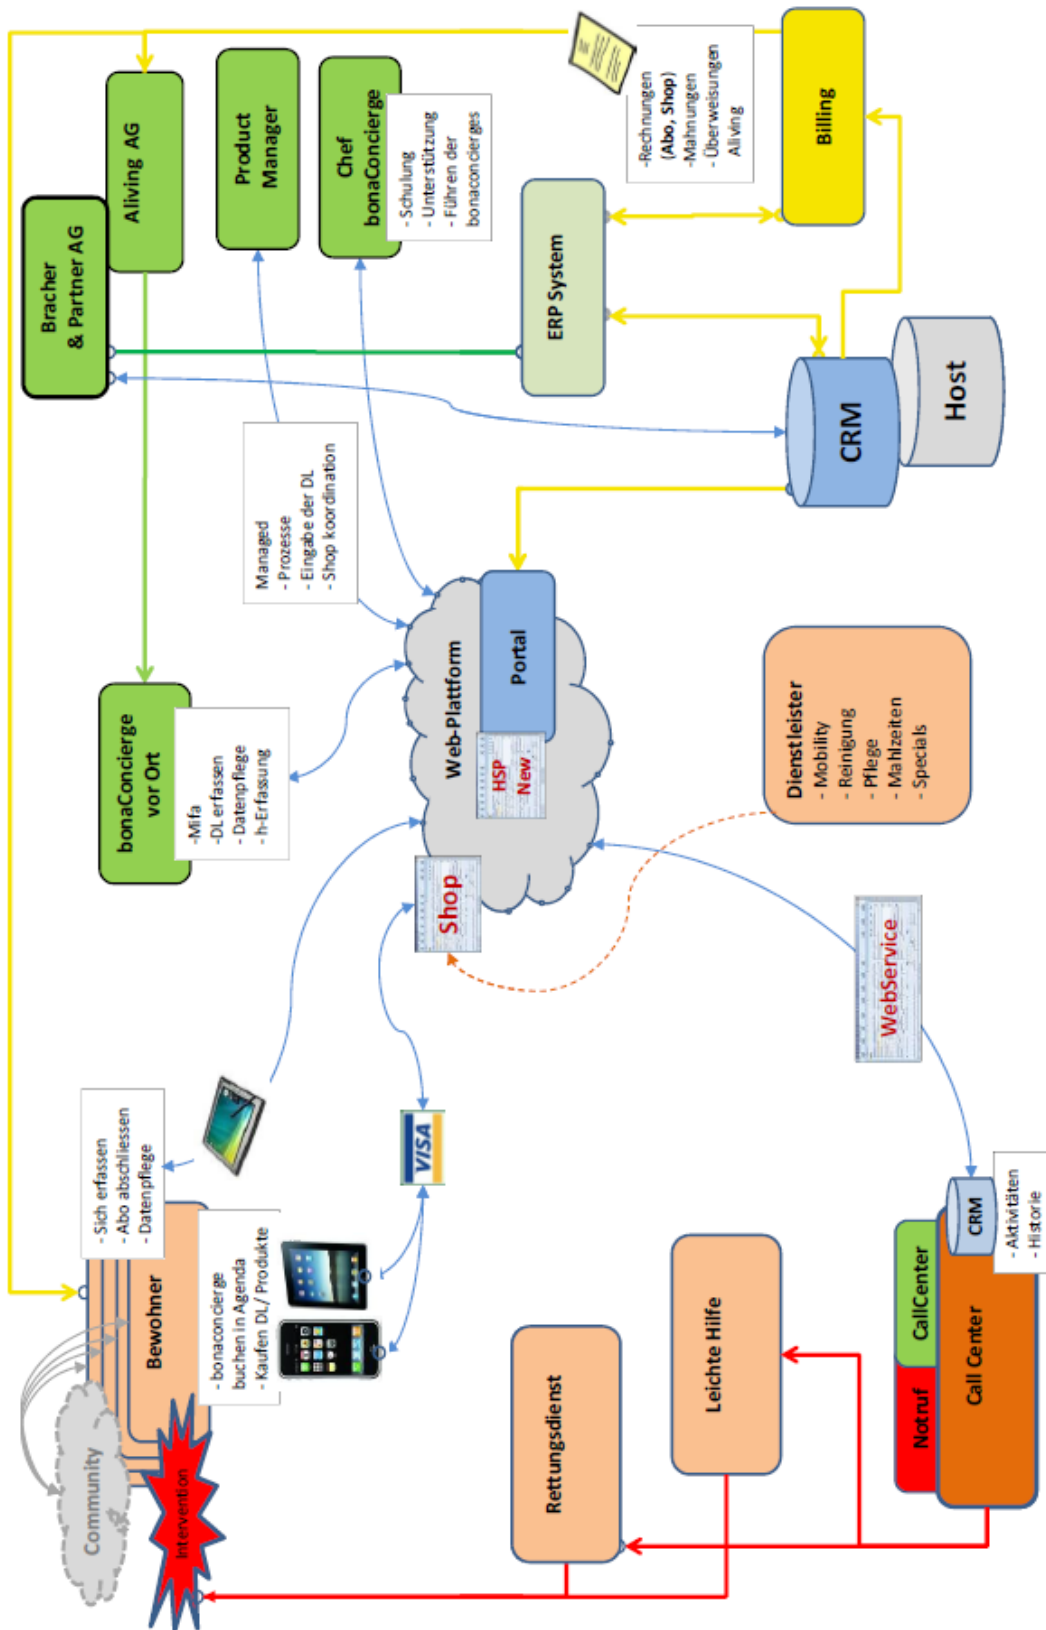 Community
Intervention
Bewohner
- Sich erfassen
- Abo abschliessen
- Datenpflege
- bonaconcierge
buchen in Agenda
- Kaufen DL/ Produkte
VISA
Rettungsdienst
Leichte Hilfe
Notruf
CallCenter
Call Center
CRM
- Aktivitäten
- Historie
WebService
bonaConcierge
vor Ort
-Mifa
-DL erfassen
- Datenpflege
- h-Erfassung
Shop
Web-Plattform
HSP
New
Portal
Dienstleister
- Mobility
- Reinigung
- Pflege
- Mahlzeiten
- Specials
Managed
- Prozesse
- Eingabe der DL
- Shop koordination
Bracher
& Partner AG
Aliving AG
Product
Manager
Chef
bonaConcierge
- Schulung
- Unterstützung
- Führen der
bonaconcierges
ERP System
CRM
Host
-Rechnungen
(Abo, Shop)
-Mahnungen
- Überweisungen
Aliving
Billing